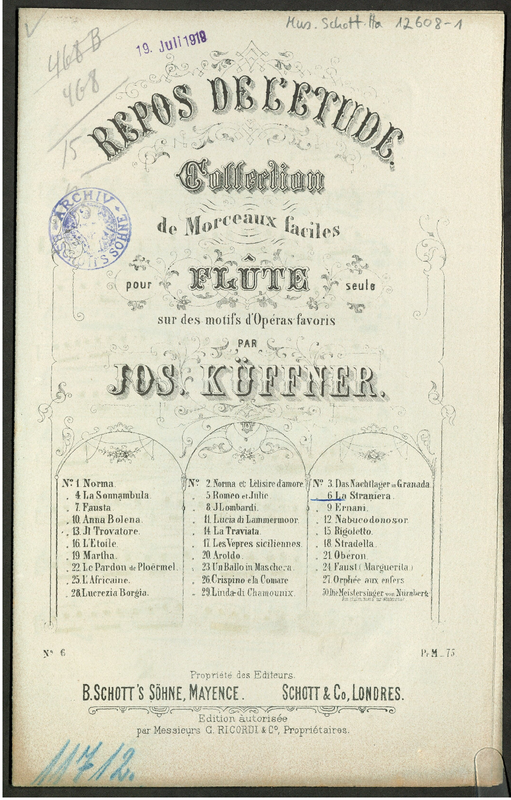 Mus. Schott. Ha 12608-1
19. Juli 1919
468 B
468
15
ARCHIV
REPOS DE L'ETUDE.
Collection
de Morceaux faciles
pour FLÛTE seule
sur des motifs d'Opéras favoris
PAR
JOS. KÜFFNER.
Nº 1 Norma.
„ 4 La Sonnambula.
„ 7. Fausta
„ 10. Anna Bolena.
„ 13. Il Trovatore.
„ 16. L'Etoile.
„ 19. Martha.
„ 22. Le Pardon de Ploërmel.
„ 25. L'Africaine.
„ 28. Lucrezia Borgia.
Nº 2. Norma et L'elisire d'amore.
„ 5. Romeo et Julie.
„ 8. J Lombardi.
„ 11. Lucia di Lammermoor.
„ 14. La Traviata.
„ 17. Les Vepres siciliennes.
„ 20. Aroldo.
„ 23. Un Ballo in Maschera.
„ 26. Crispino e la Comare
„ 29. Linda di Chamounix.
Nº 3. Das Nachtlager in Granada.
„ 6 La Straniera.
„ 9 Ernani.
„ 12. Nabucodonosor.
„ 15. Rigoletto.
„ 18. Stradella.
„ 21. Oberon.
„ 24. Faust (Marguerita)
„ 27. Orphée aux enfers.
„ 30. Die Meistersinger von Nürnberg.
Nº 6
Pr. M _ 75
Propriété des Editeurs.
B. SCHOTT'S SÖHNE, MAYENCE. SCHOTT & Co, LONDRES.
Edition autorisée
par Messieurs G. RICORDI & Cº, Propriétaires.
11712.